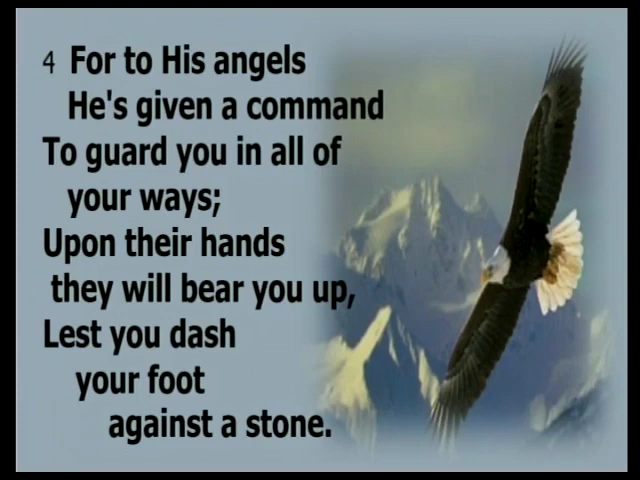 4 For to His angels
He's given a command
To guard you in all of
your ways;
Upon their hands
they will bear you up,
Lest you dash
your foot
against a stone.